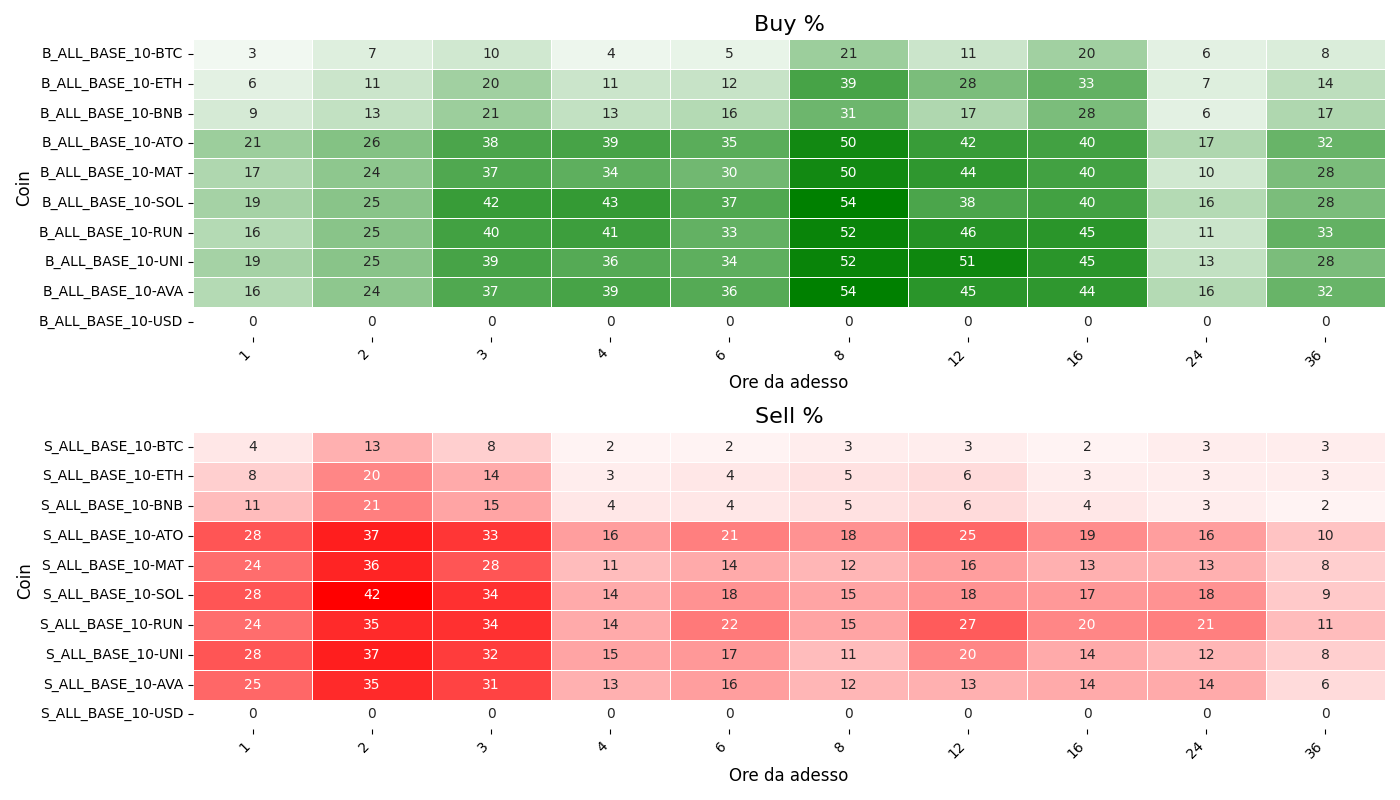 Buy %
Coin
B_ALL_BASE_10-BTC 3 7 10 4 5 21 11 20 6 8
B_ALL_BASE_10-ETH 6 11 20 11 12 39 28 33 7 14
B_ALL_BASE_10-BNB 9 13 21 13 16 31 17 28 6 17
B_ALL_BASE_10-ATO 21 26 38 39 35 50 42 40 17 32
B_ALL_BASE_10-MAT 17 24 37 34 30 50 44 40 10 28
B_ALL_BASE_10-SOL 19 25 42 43 37 54 38 40 16 28
B_ALL_BASE_10-RUN 16 25 40 41 33 52 46 45 11 33
B_ALL_BASE_10-UNI 19 25 39 36 34 52 51 45 13 28
B_ALL_BASE_10-AVA 16 24 37 39 36 54 45 44 16 32
B_ALL_BASE_10-USD 0 0 0 0 0 0 0 0 0 0
1 2 3 4 6 8 12 16 24 36
Ore da adesso
Sell %
Coin
S_ALL_BASE_10-BTC 4 13 8 2 2 3 3 2 3 3
S_ALL_BASE_10-ETH 8 20 14 3 4 5 6 3 3 3
S_ALL_BASE_10-BNB 11 21 15 4 4 5 6 4 3 2
S_ALL_BASE_10-ATO 28 37 33 16 21 18 25 19 16 10
S_ALL_BASE_10-MAT 24 36 28 11 14 12 16 13 13 8
S_ALL_BASE_10-SOL 28 42 34 14 18 15 18 17 18 9
S_ALL_BASE_10-RUN 24 35 34 14 22 15 27 20 21 11
S_ALL_BASE_10-UNI 28 37 32 15 17 11 20 14 12 8
S_ALL_BASE_10-AVA 25 35 31 13 16 12 13 14 14 6
S_ALL_BASE_10-USD 0 0 0 0 0 0 0 0 0 0
1 2 3 4 6 8 12 16 24 36
Ore da adesso